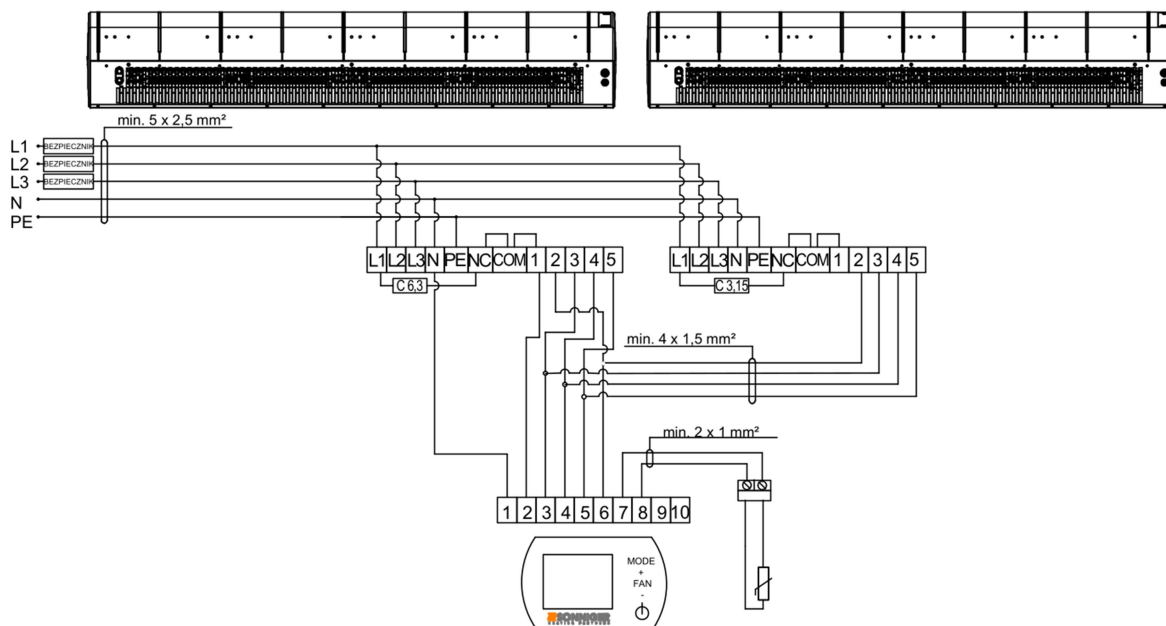 min. 5 x 2,5 mm²
L1 BEZPIECZNIK
L2 BEZPIECZNIK
L3 BEZPIECZNIK
N
PE
L1 L2 L3 N PE NC COM 1 2 3 4 5
L1 L2 L3 N PE NC COM 1 2 3 4 5
C 6,3
C 3,15
min. 4 x 1,5 mm²
min. 2 x 1 mm²
1 2 3 4 5 6 7 8 9 10
MODE
+
FAN
-
SONNIGER